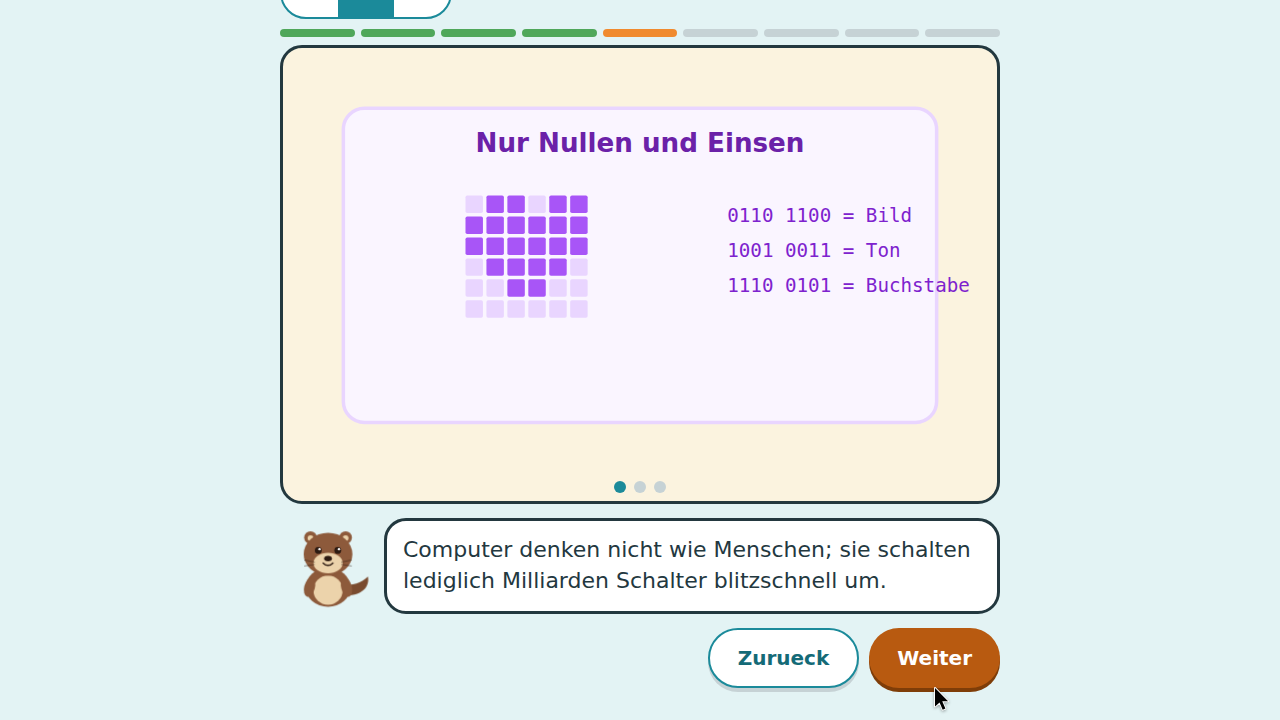 Nur Nullen und Einsen
0110 1100 = Bild
1001 0011 = Ton
1110 0101 = Buchstabe
Computer denken nicht wie Menschen; sie schalten
lediglich Milliarden Schalter blitzschnell um.
Zurueck
Weiter